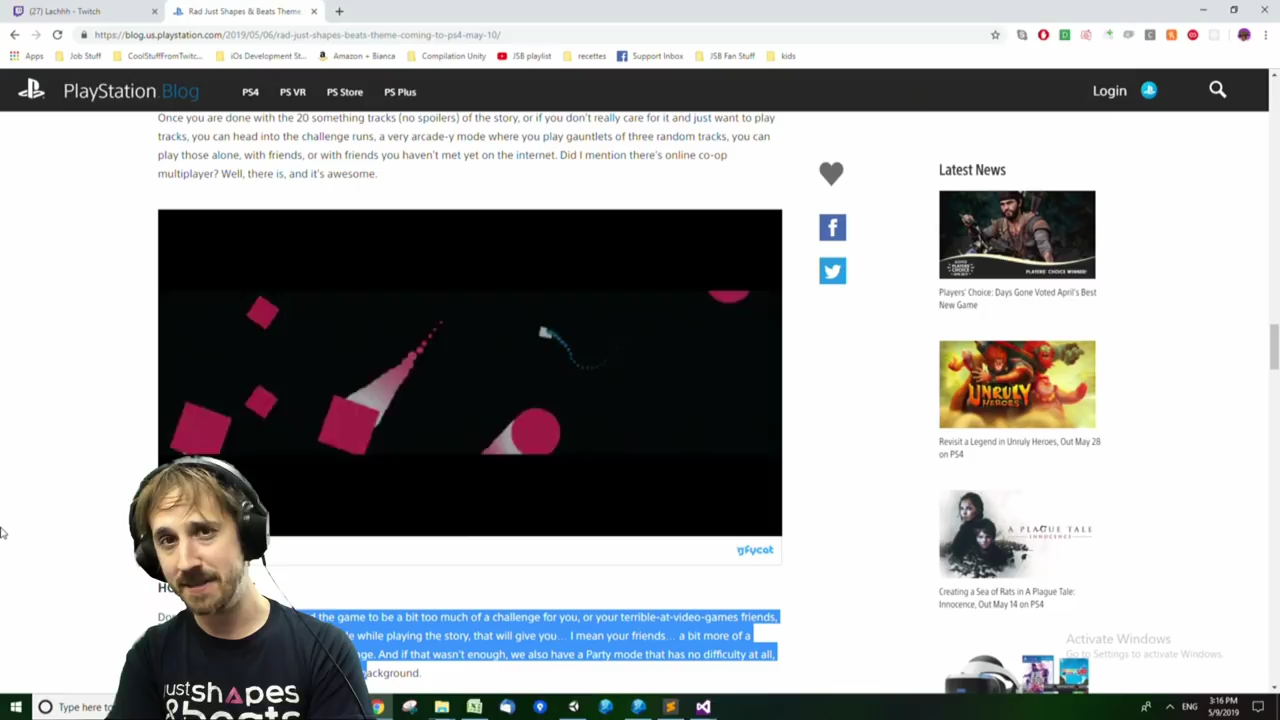 (27) Lachhh - Twitch
Rad Just Shapes & Beats Theme
https://blog.us.playstation.com/2019/05/06/rad-just-shapes-beats-theme-coming-to-ps4-may-10/
Apps
Job Stuff
CoolStuffFromTwitc...
iOs Development St...
Amazon + Bianca
Compilation Unity
JSB playlist
recettes
Support Inbox
JSB Fan Stuff
kids
PlayStation.Blog
PS4
PS VR
PS Store
PS Plus
Login
Once you are done with the 20 something tracks (no spoilers) of the story, or if you don't really care for it and just want to play
tracks, you can head into the challenge runs, a very arcade-y mode where you play gauntlets of three random tracks, you can
play those alone, with friends, or with friends you haven't met yet on the internet. Did I mention there's online co-op
multiplayer? Well, there is, and it's awesome.
gfycat
the game to be a bit too much of a challenge for you, or your terrible-at-video-games friends,
while playing the story, that will give you… I mean your friends… a bit more of a
And if that wasn't enough, we also have a Party mode that has no difficulty at all,
just shapes
& beats
Latest News
PLAYERS' CHOICE WINNER!
Players' Choice: Days Gone Voted April's Best
New Game
UNRULY
HEROES
Revisit a Legend in Unruly Heroes, Out May 28
on PS4
A PLAGUE TALE
INNOCENCE
Creating a Sea of Rats in A Plague Tale:
Innocence, Out May 14 on PS4
Activate Windows
Go to Settings to activate Windows.
Type here to
ENG
3:16 PM
5/9/2019